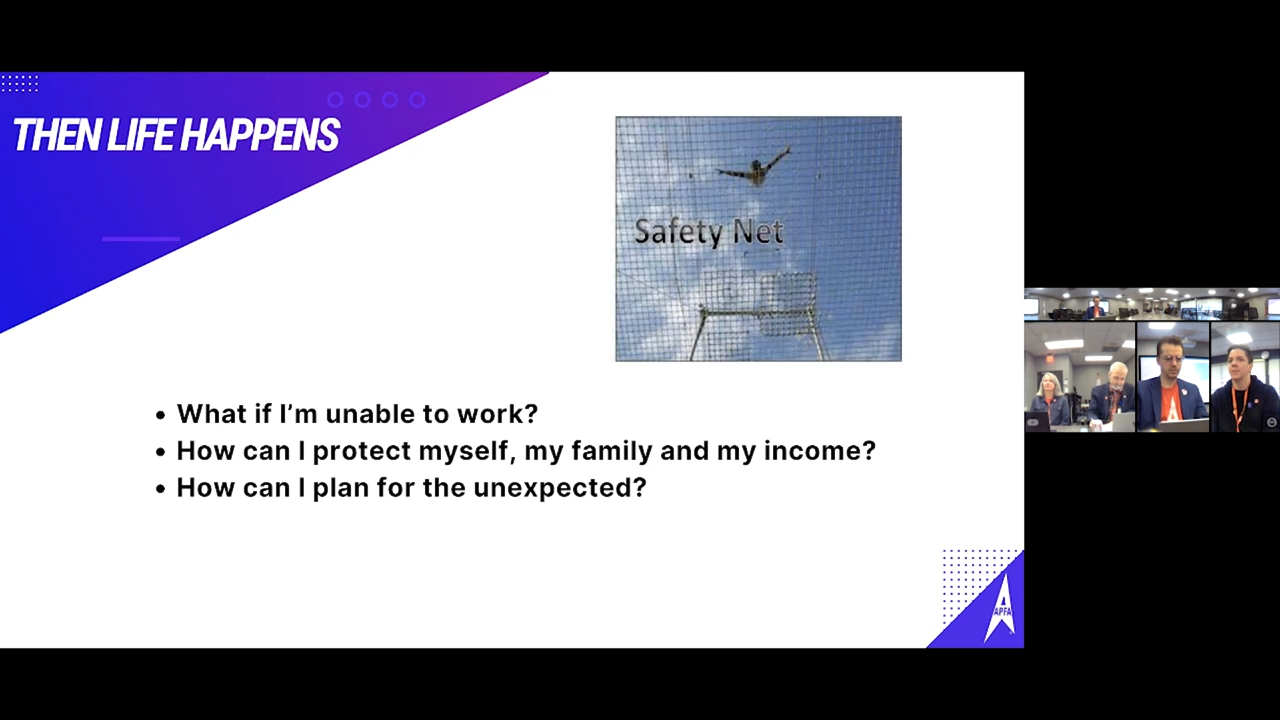 THEN LIFE HAPPENS
Safety Net
• What if I’m unable to work?
• How can I protect myself, my family and my income?
• How can I plan for the unexpected?
APFA